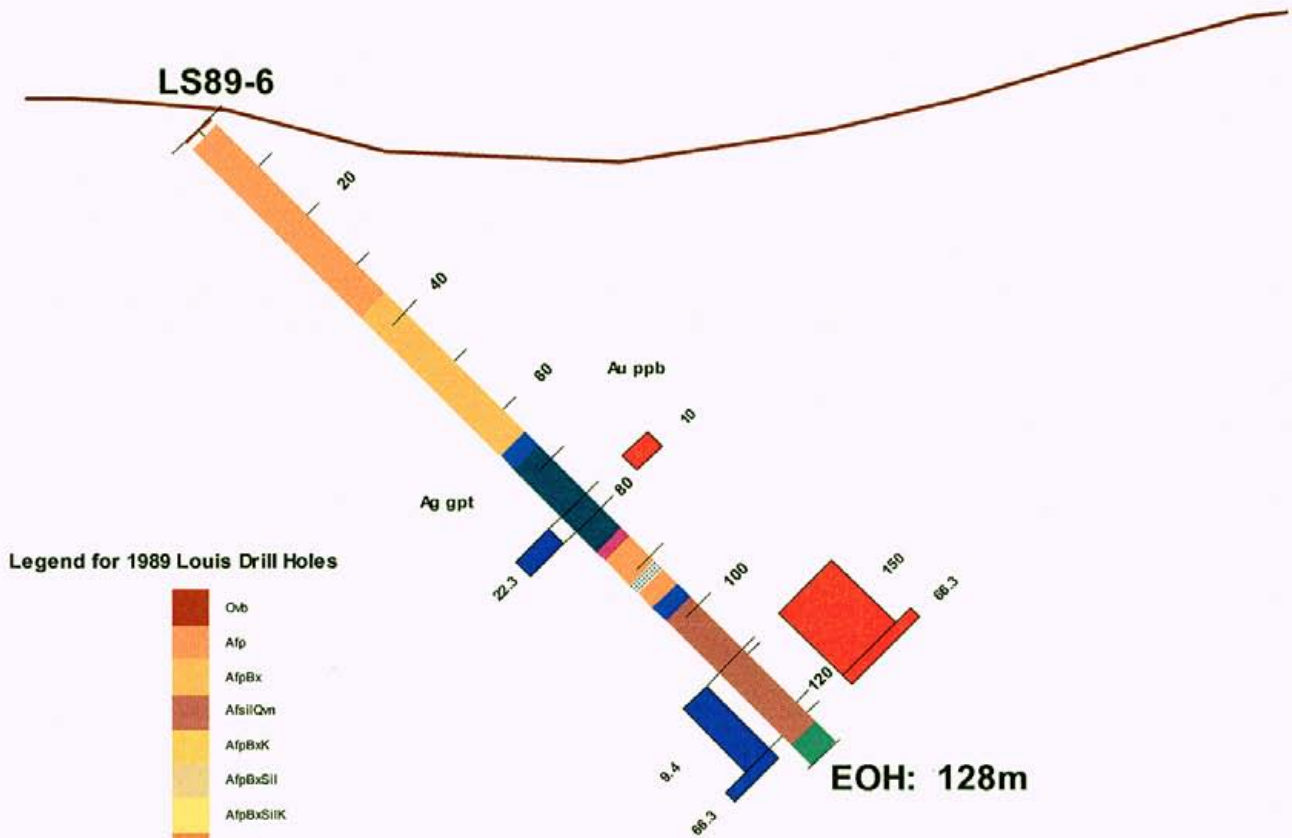 LS89-6
20
40
60
Au ppb
10
80
Ag gpt
22.3
100
150
66.3
120
9.4
66.3
EOH: 128m
Legend for 1989 Louis Drill Holes
Ovb
Afp
AfpBx
AfsilQvn
AfpBxK
AfpBxSil
AfpBxSilK